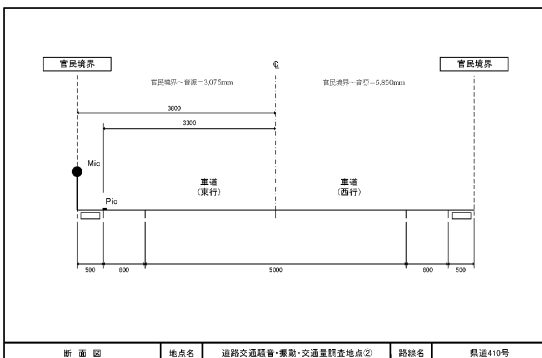 官民境界
℄
官民境界
官民境界～音源=3,075mm
官民境界～音源=5,850mm
3800
3300
Mic
車道
(東行)
車道
(西行)
Pic
500
800
5000
800
500
断面図
地点名
道路交通騒音・振動・交通量調査地点②
路線名
県道410号